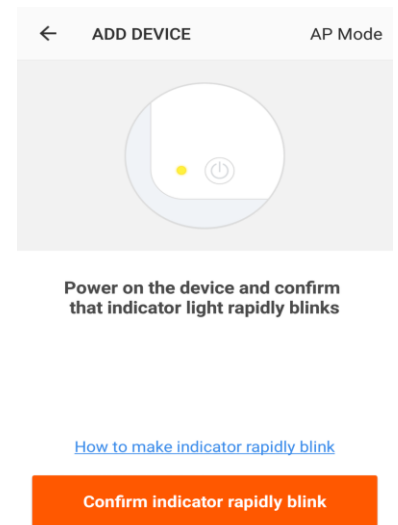 ADD DEVICE AP Mode
Power on the device and confirm
that indicator light rapidly blinks
How to make indicator rapidly blink
Confirm indicator rapidly blink